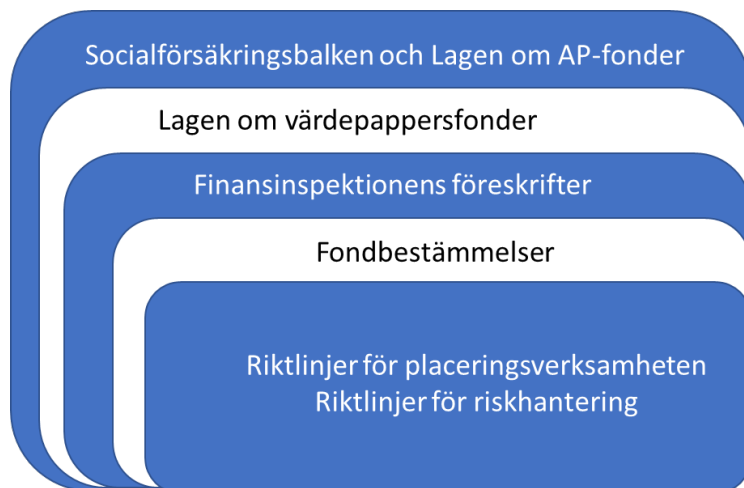 Socialförsäkringsbalken och Lagen om AP-fonder
Lagen om värdepappersfonder
Finansinspektionens föreskrifter
Fondbestämmelser
Riktlinjer för placeringsverksamheten
Riktlinjer för riskhantering